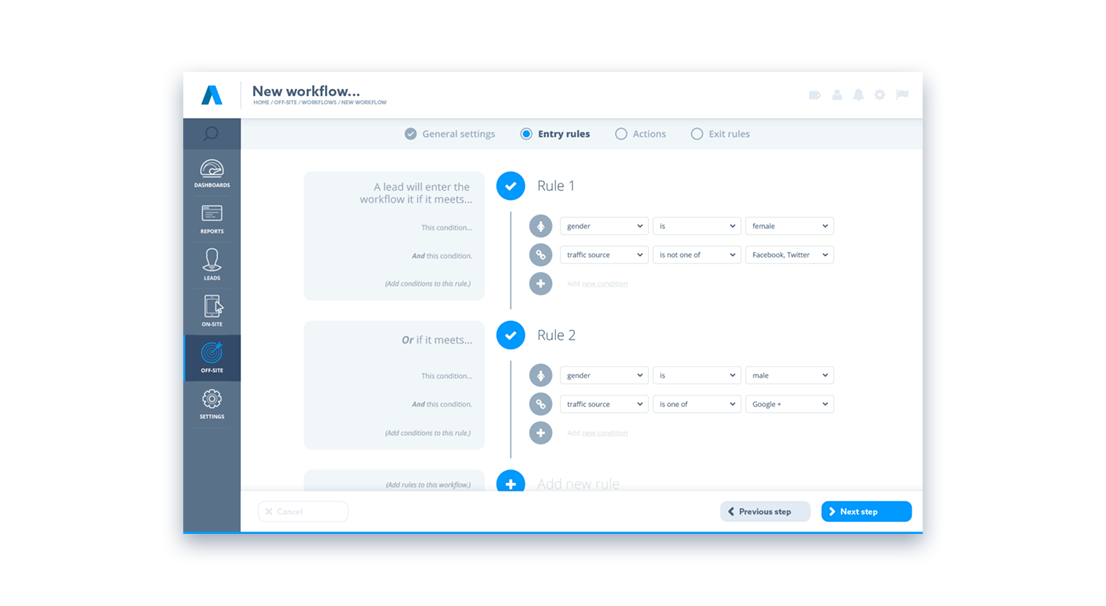 New workflow...
HOME / OFF-SITE / WORKFLOWS / NEW WORKFLOW
General settings
Entry rules
Actions
Exit rules
DASHBOARDS
REPORTS
LEADS
ON-SITE
OFF-SITE
SETTINGS
A lead will enter the
workflow it if it meets...
This condition...
And this condition.
(Add conditions to this rule.)
Rule 1
gender is female
traffic source is not one of Facebook, Twitter
Add new condition
Or if it meets...
This condition...
And this condition.
(Add conditions to this rule.)
Rule 2
gender is male
traffic source is one of Google +
Add new condition
(Add rules to this workflow.)
Add new rule
Cancel
Previous step
Next step